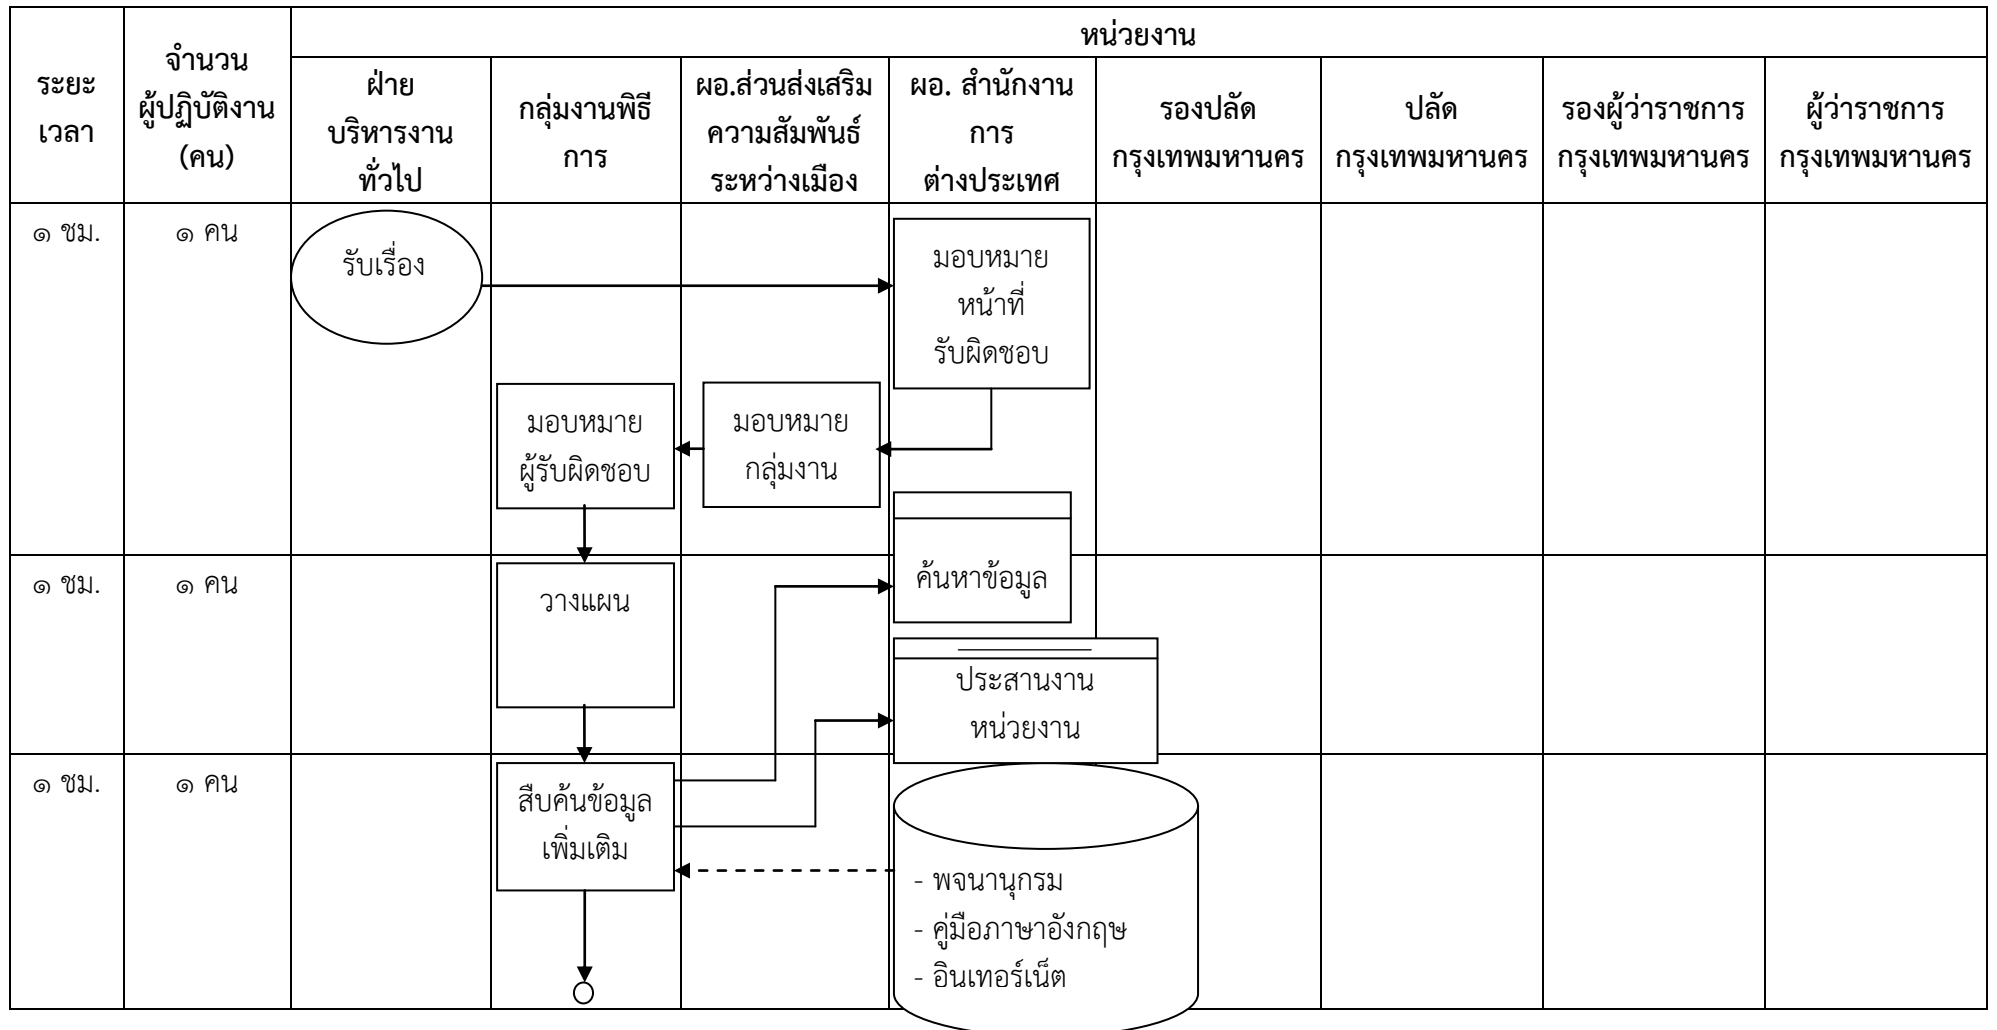 หน่วยงาน
ระยะ
เวลา
จำนวน
ผู้ปฏิบัติงาน
(คน)
ฝ่าย
บริหารงาน
ทั่วไป
กลุ่มงานพิธี
การ
ผอ.ส่วนส่งเสริม
ความสัมพันธ์
ระหว่างเมือง
ผอ. สำนักงาน
การ
ต่างประเทศ
รองปลัด
กรุงเทพมหานคร
ปลัด
กรุงเทพมหานคร
รองผู้ว่าราชการ
กรุงเทพมหานคร
ผู้ว่าราชการ
กรุงเทพมหานคร
๑ ชม.
๑ คน
รับเรื่อง
มอบหมาย
หน้าที่
รับผิดชอบ
มอบหมาย
ผู้รับผิดชอบ
มอบหมาย
กลุ่มงาน
๑ ชม.
๑ คน
วางแผน
ค้นหาข้อมูล
ประสานงาน
หน่วยงาน
๑ ชม.
๑ คน
สืบค้นข้อมูล
เพิ่มเติม
- พจนานุกรม
- คู่มือภาษาอังกฤษ
- อินเทอร์เน็ต